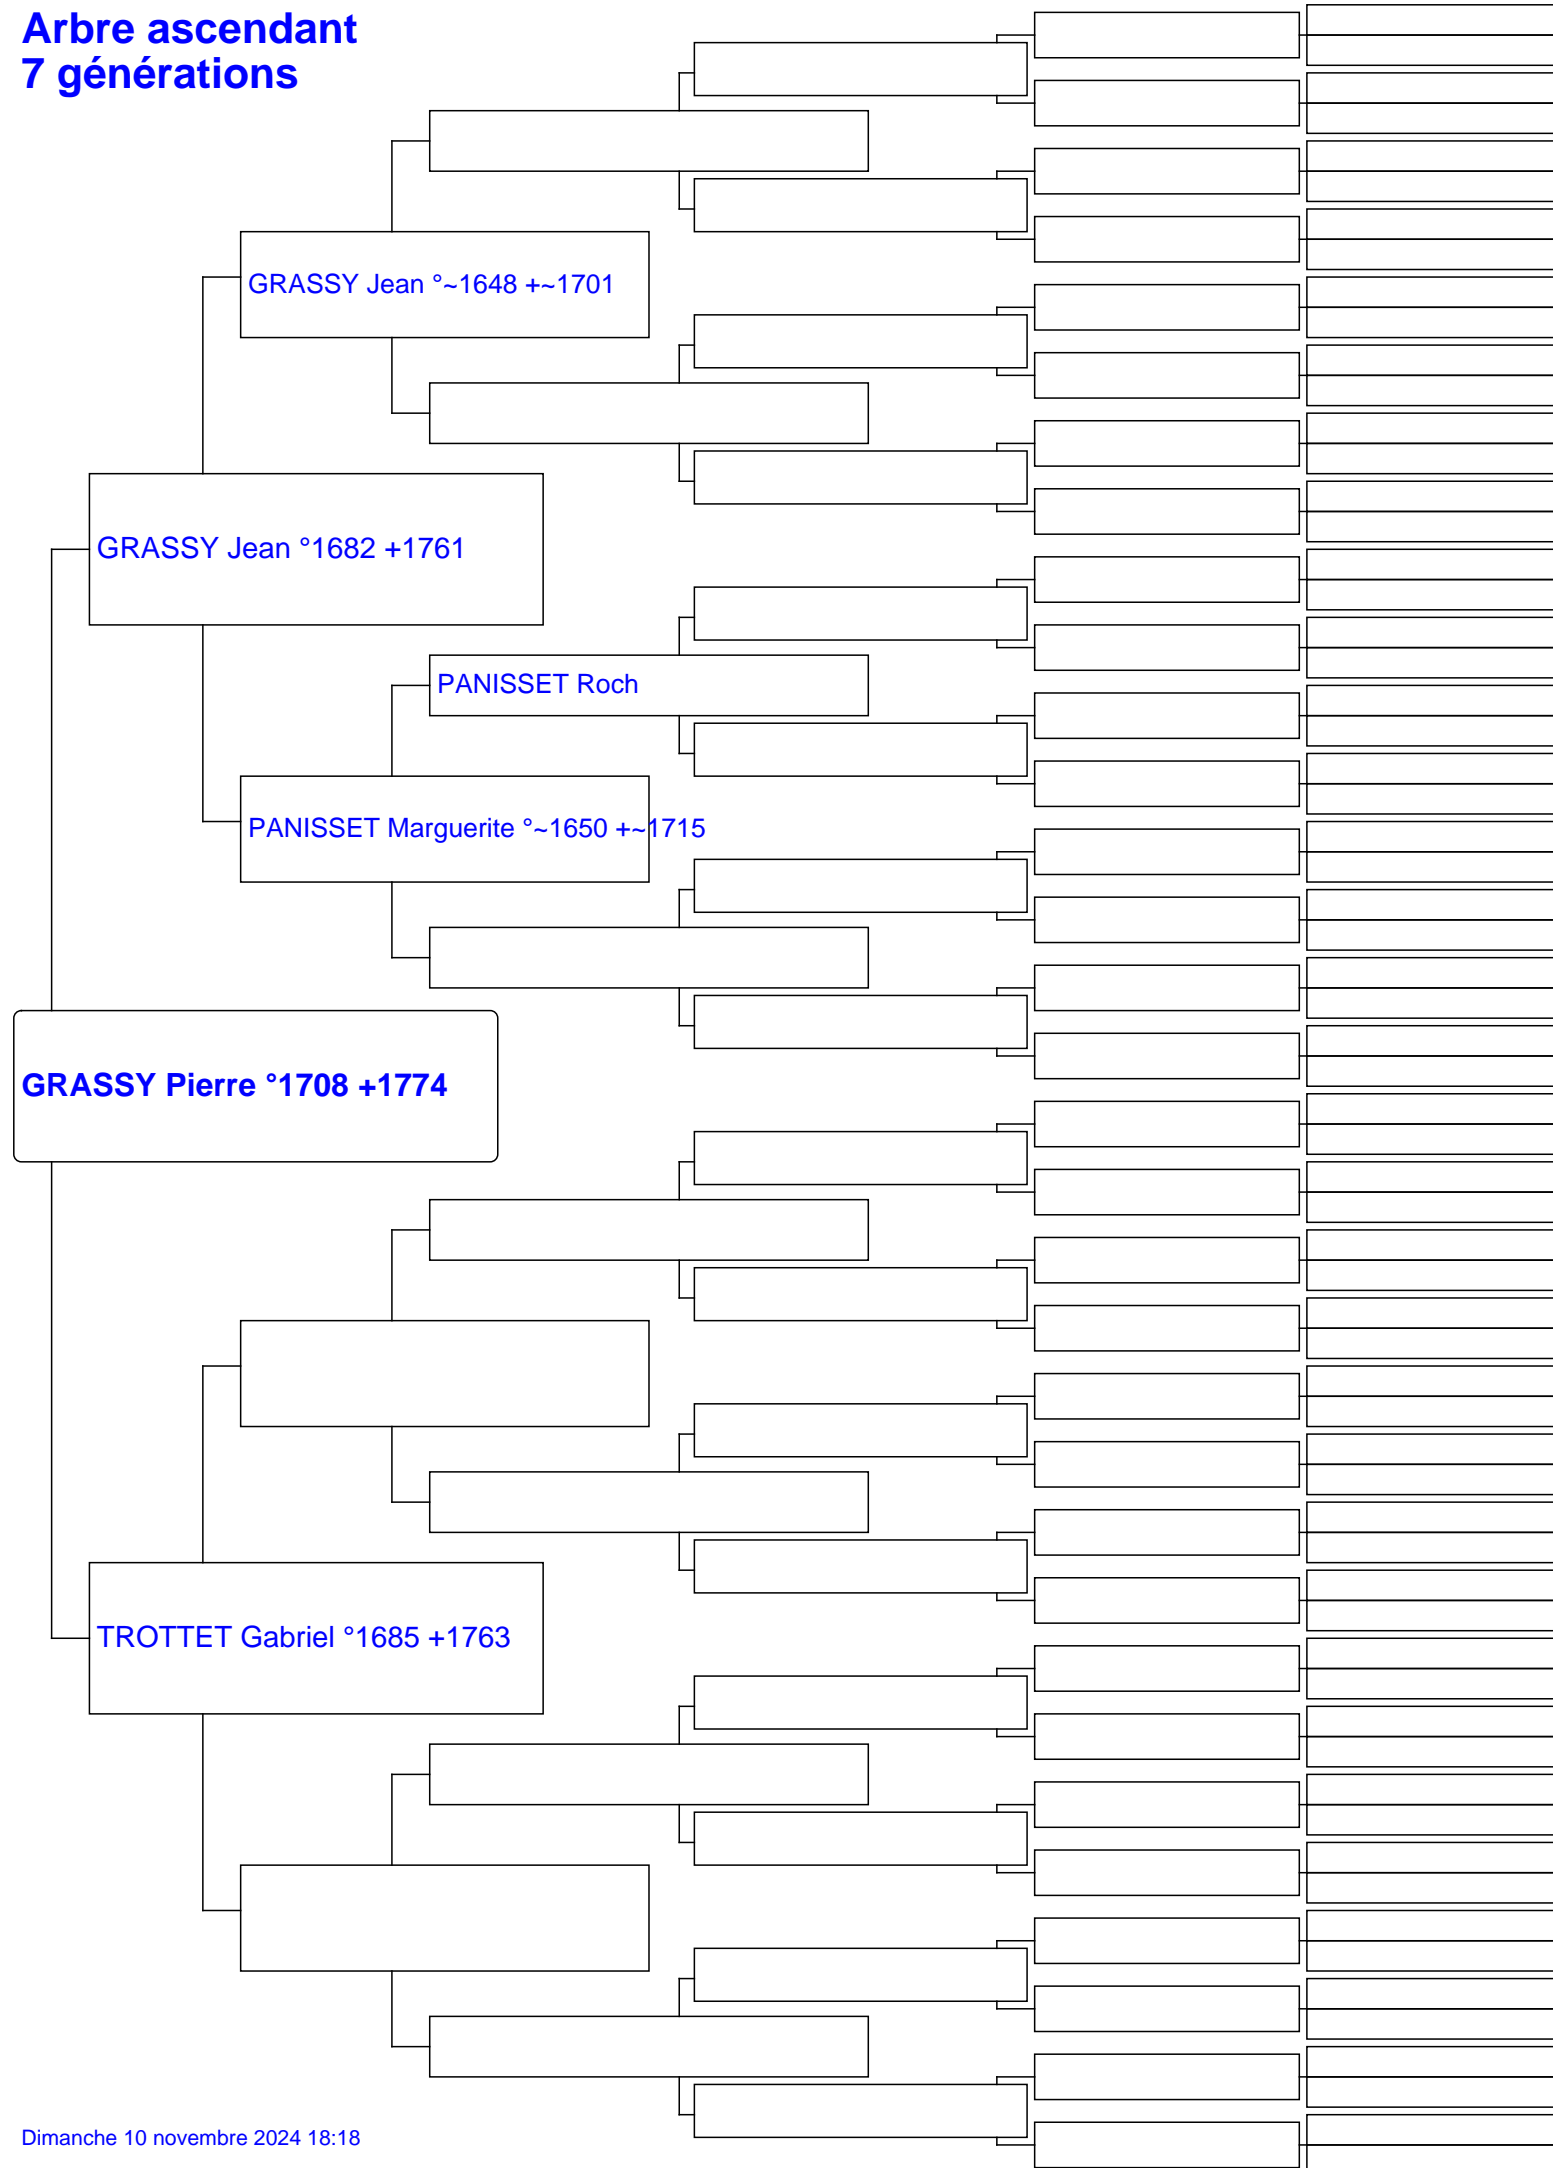 Arbre ascendant
7 générations
GRASSY Jean °~1648 +~1701
GRASSY Jean °1682 +1761
PANISSET Roch
PANISSET Marguerite °~1650 +~1715
GRASSY Pierre °1708 +1774
TROTTET Gabriel °1685 +1763
Dimanche 10 novembre 2024 18:18